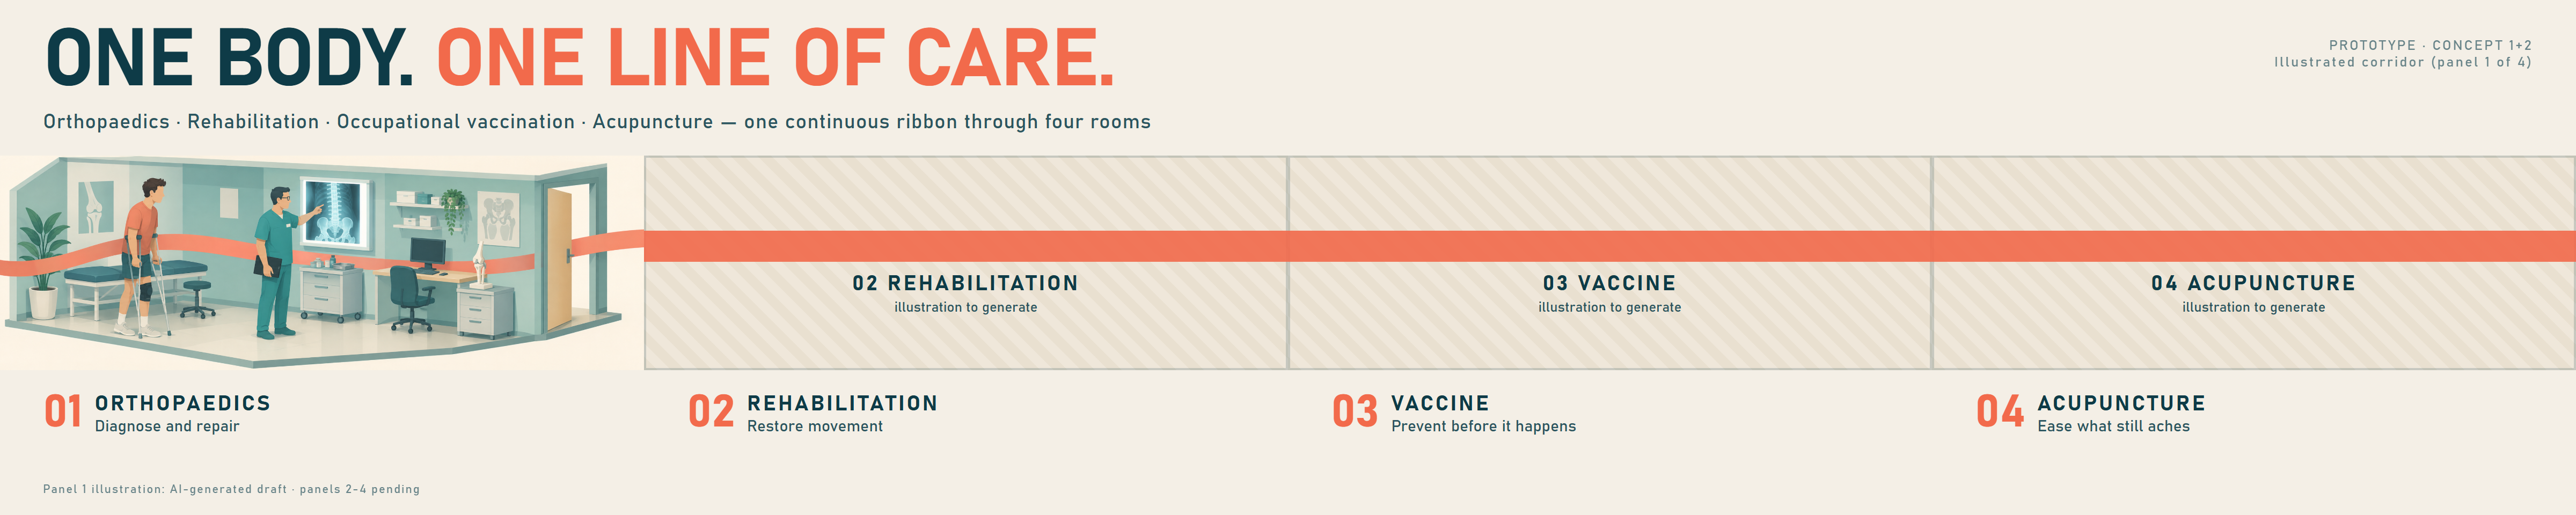 ONE BODY. ONE LINE OF CARE.
PROTOTYPE · CONCEPT 1+2
Illustrated corridor (panel 1 of 4)
Orthopaedics · Rehabilitation · Occupational vaccination · Acupuncture — one continuous ribbon through four rooms
02 REHABILITATION
illustration to generate
03 VACCINE
illustration to generate
04 ACUPUNCTURE
illustration to generate
01 ORTHOPAEDICS
Diagnose and repair
02 REHABILITATION
Restore movement
03 VACCINE
Prevent before it happens
04 ACUPUNCTURE
Ease what still aches
Panel 1 illustration: AI-generated draft · panels 2-4 pending